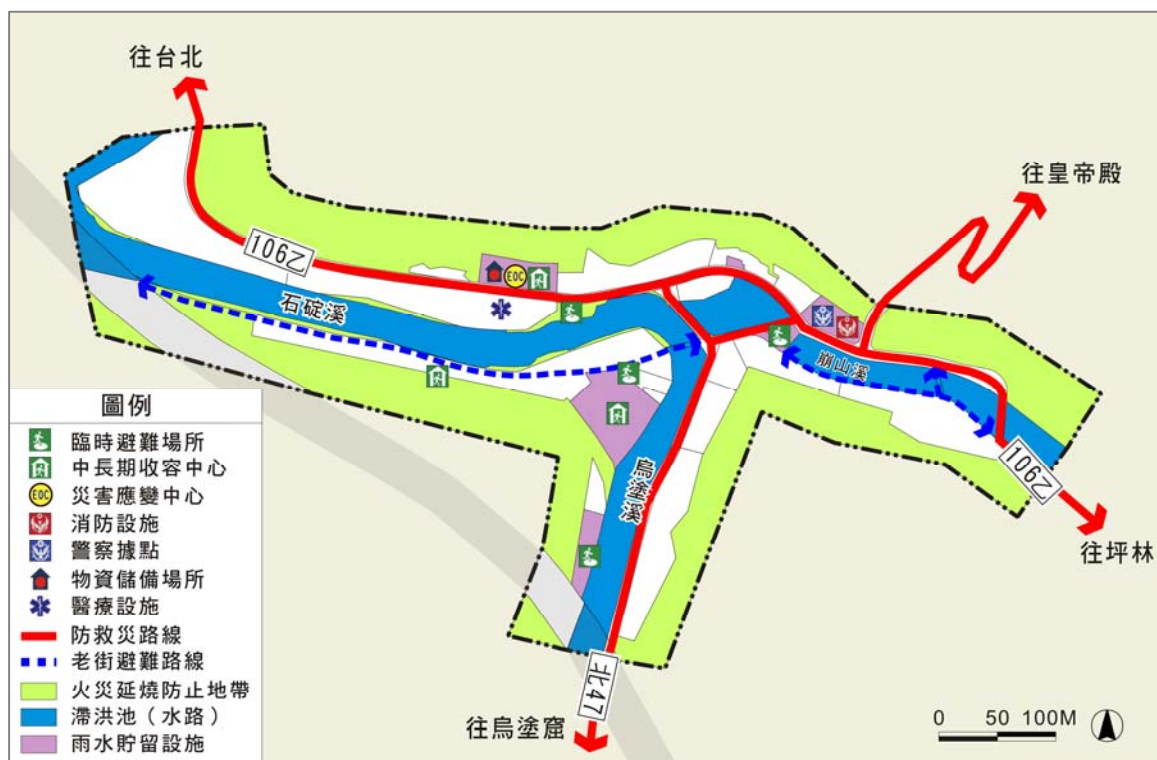 往台北
往皇帝殿
106乙
EOC
石碇溪
崩山溪
烏塗溪
106乙
往坪林
北47
往烏塗窟
圖例
臨時避難場所
中長期收容中心
EOC 災害應變中心
消防設施
警察據點
物資儲備場所
醫療設施
防救災路線
老街避難路線
火災延燒防止地帶
滯洪池（水路）
雨水貯留設施
0 50 100M